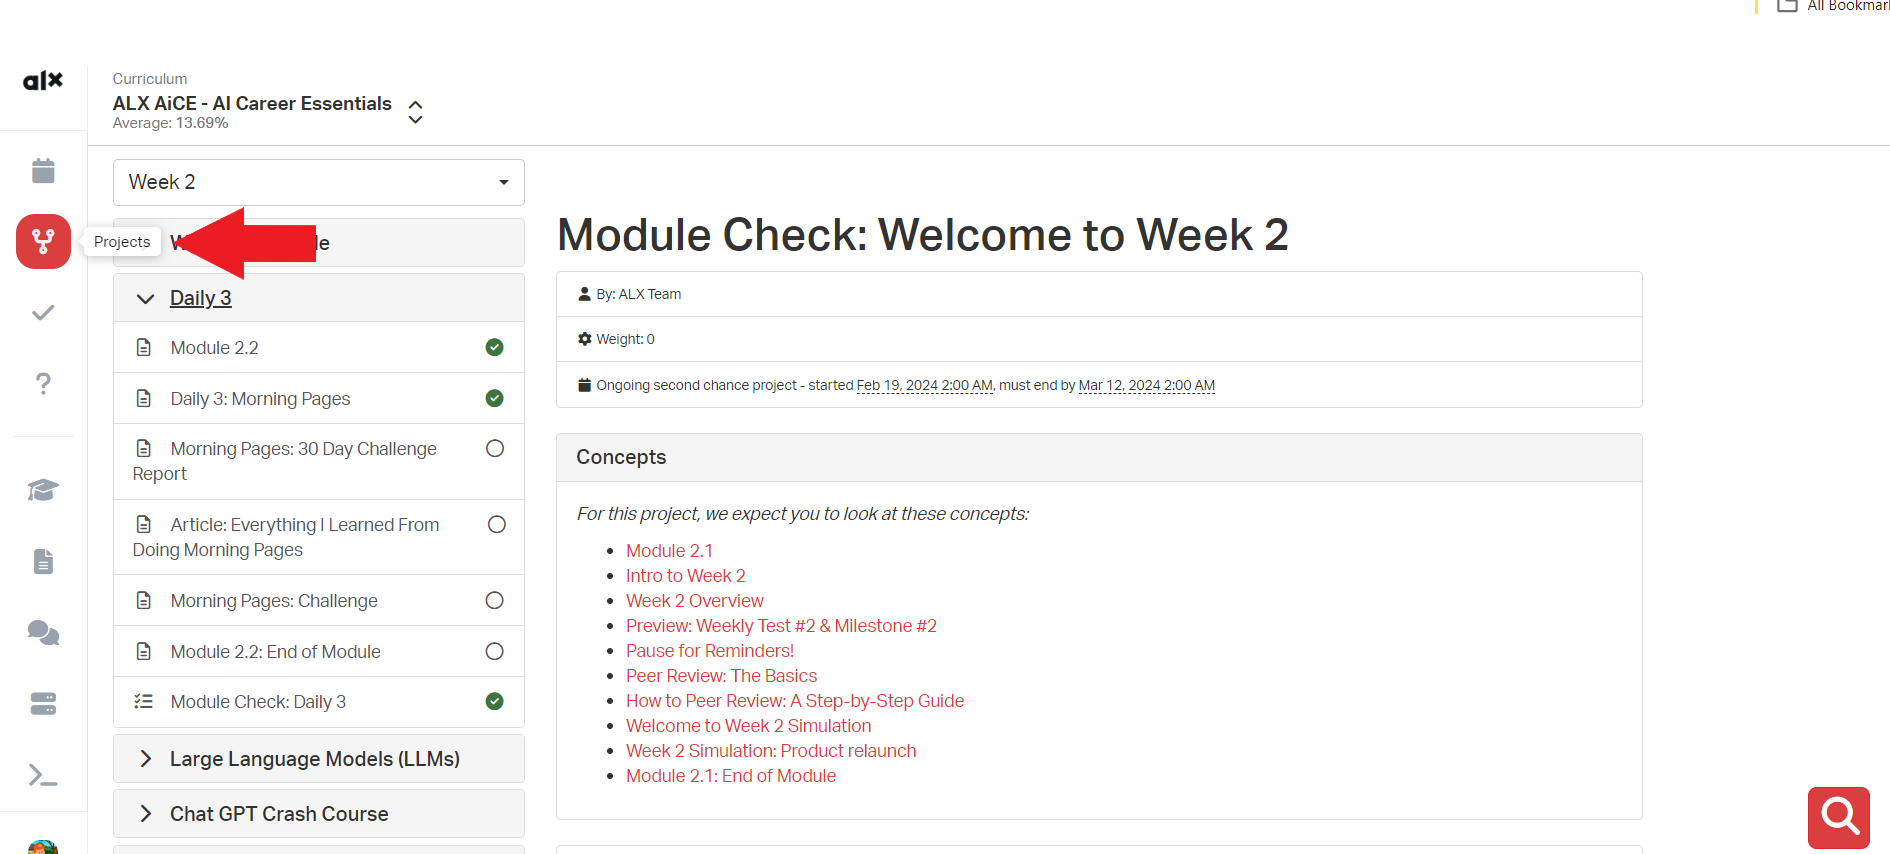 All Bookmar
alx
Curriculum
ALX AiCE - AI Career Essentials
Average: 13.69%
Week 2
Projects
le
Daily 3
Module 2.2
Daily 3: Morning Pages
Morning Pages: 30 Day Challenge
Report
Article: Everything I Learned From
Doing Morning Pages
Morning Pages: Challenge
Module 2.2: End of Module
Module Check: Daily 3
Large Language Models (LLMs)
Chat GPT Crash Course
Module Check: Welcome to Week 2
By: ALX Team
Weight: 0
Ongoing second chance project - started Feb 19, 2024 2:00 AM, must end by Mar 12, 2024 2:00 AM
Concepts
For this project, we expect you to look at these concepts:
Module 2.1
Intro to Week 2
Week 2 Overview
Preview: Weekly Test #2 & Milestone #2
Pause for Reminders!
Peer Review: The Basics
How to Peer Review: A Step-by-Step Guide
Welcome to Week 2 Simulation
Week 2 Simulation: Product relaunch
Module 2.1: End of Module